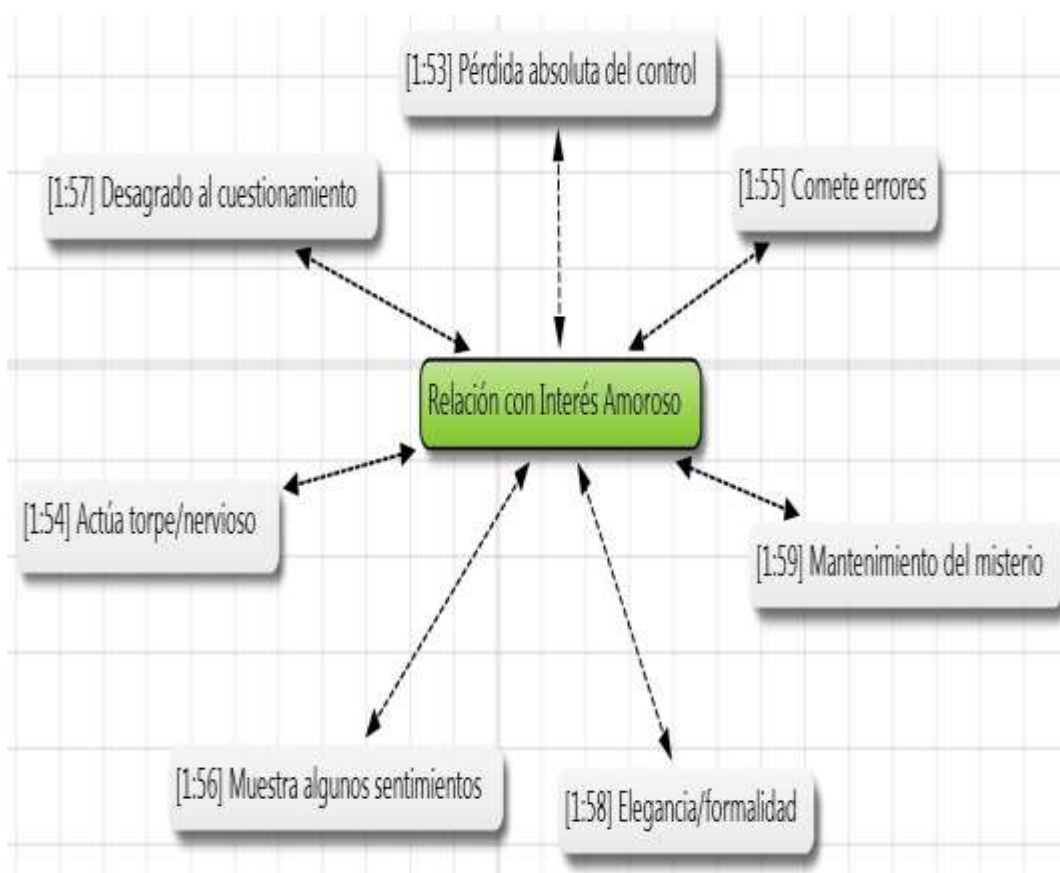 [1:53] Pérdida absoluta del control
[1:57] Desagrado al cuestionamiento
[1:55] Comete errores
Relación con Interés Amoroso
[1:54] Actúa torpe/nervioso
[1:59] Mantenimiento del misterio
[1:56] Muestra algunos sentimientos
[1:58] Elegancia/formalidad